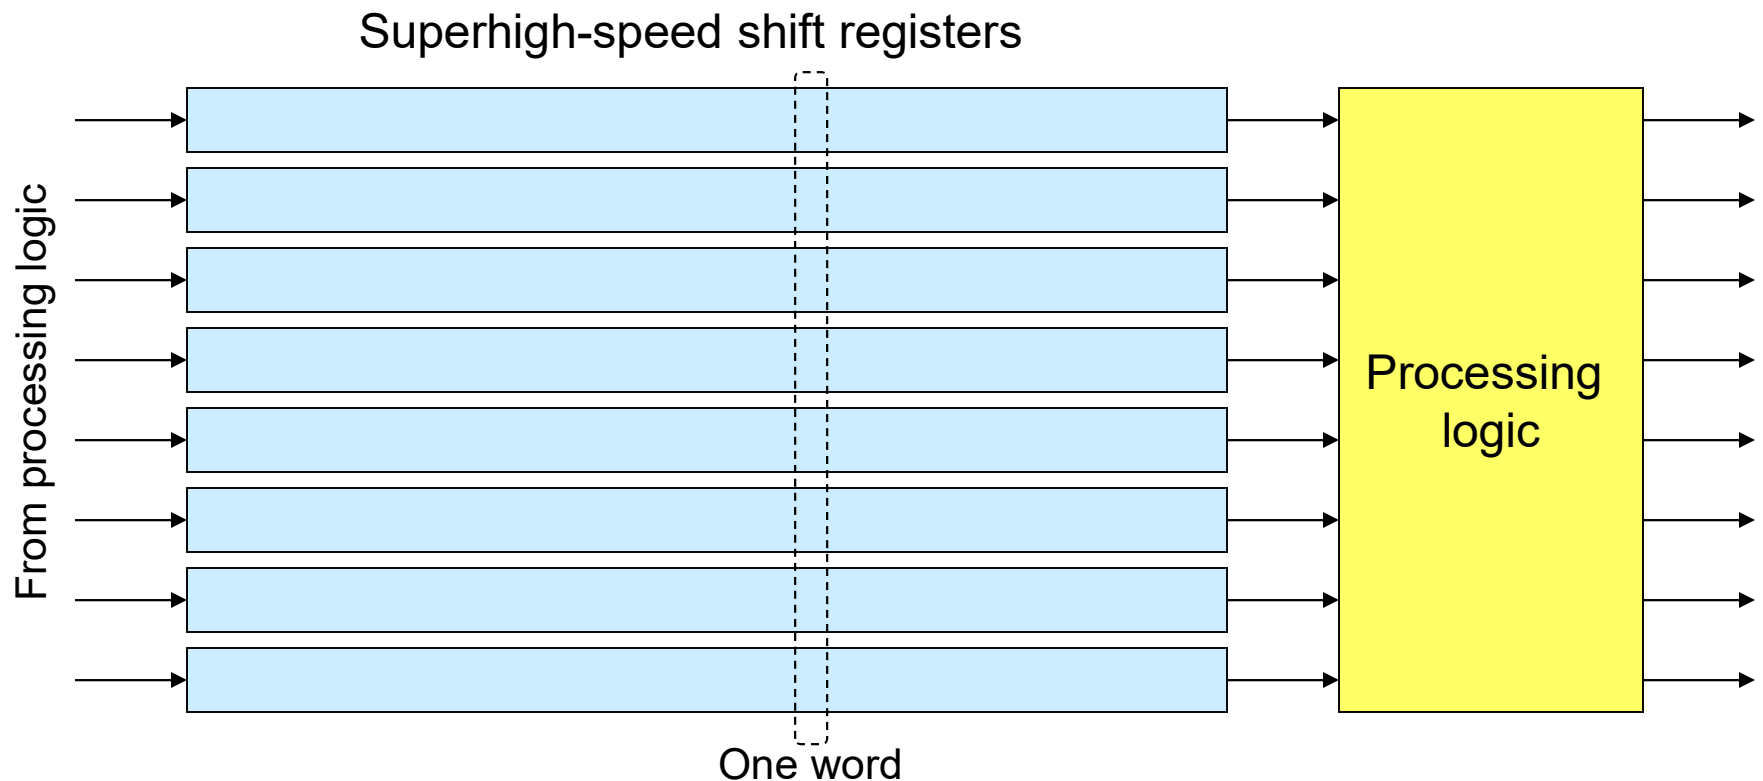 Superhigh-speed shift registers
From processing logic
Processing
logic
One word